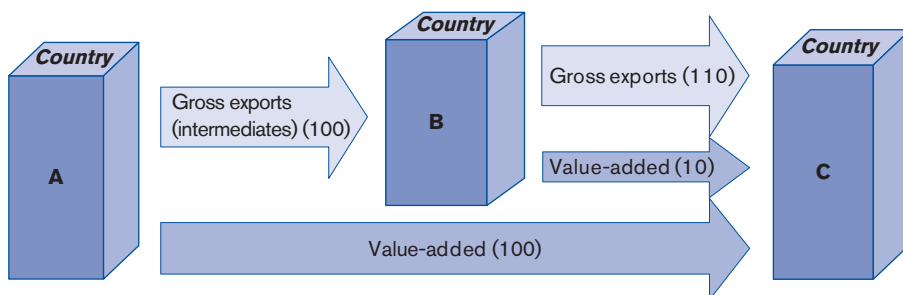 Country
A
Gross exports
(intermediates) (100)
Country
B
Gross exports (110)
Value-added (10)
Value-added (100)
Country
C